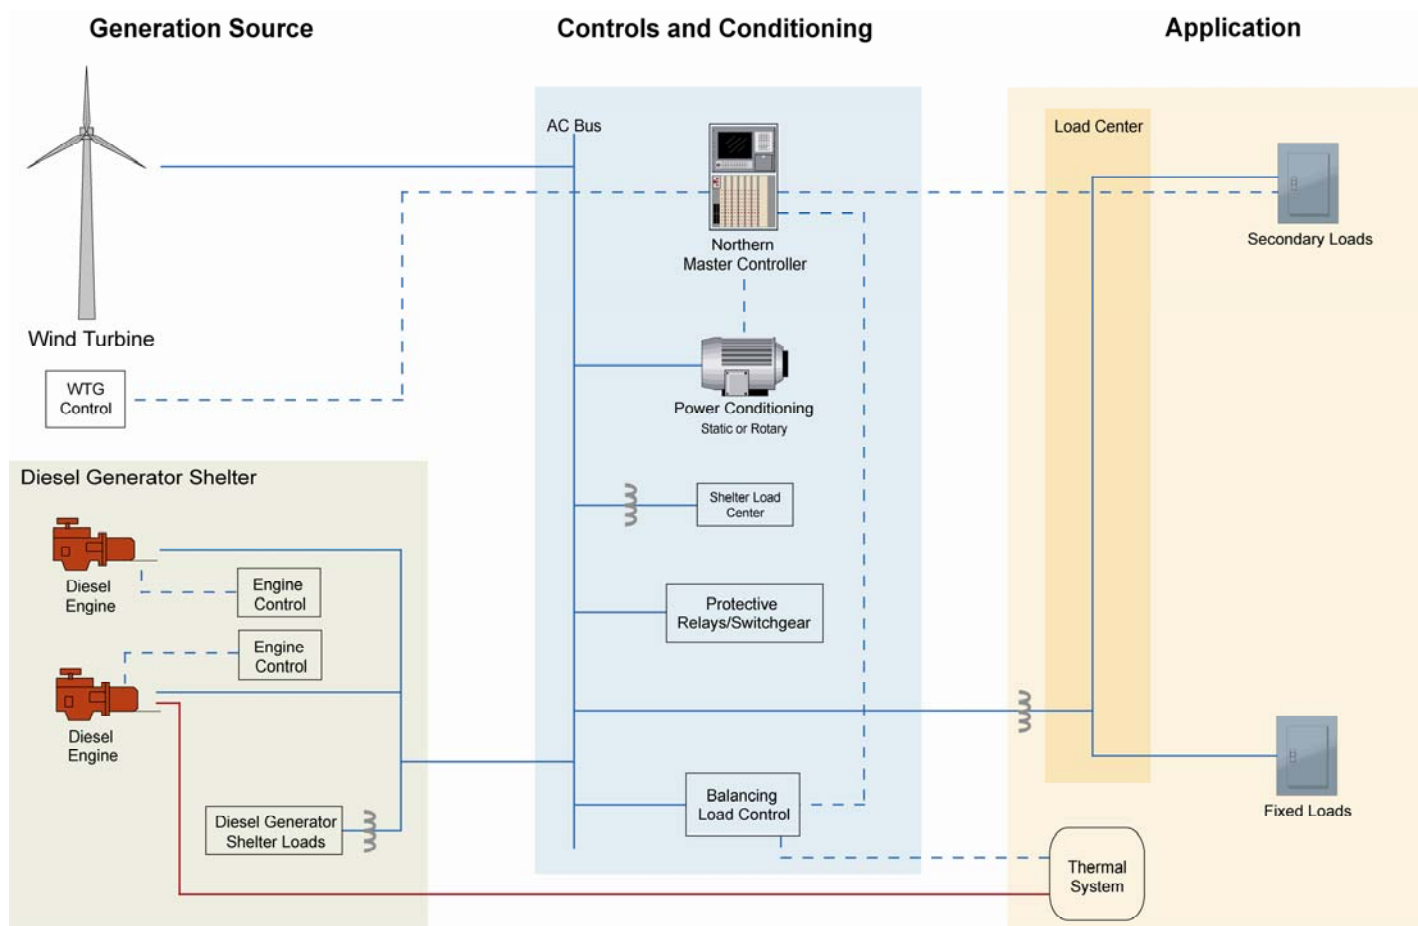 Generation Source
Controls and Conditioning
Application
AC Bus
Load Center
Northern
Master Controller
Secondary Loads
Wind Turbine
WTG
Control
Power Conditioning
Static or Rotary
Diesel Generator Shelter
Shelter Load
Center
Diesel
Engine
Engine
Control
Protective
Relays/Switchgear
Engine
Control
Diesel
Engine
Balancing
Load Control
Fixed Loads
Diesel Generator
Shelter Loads
Thermal
System